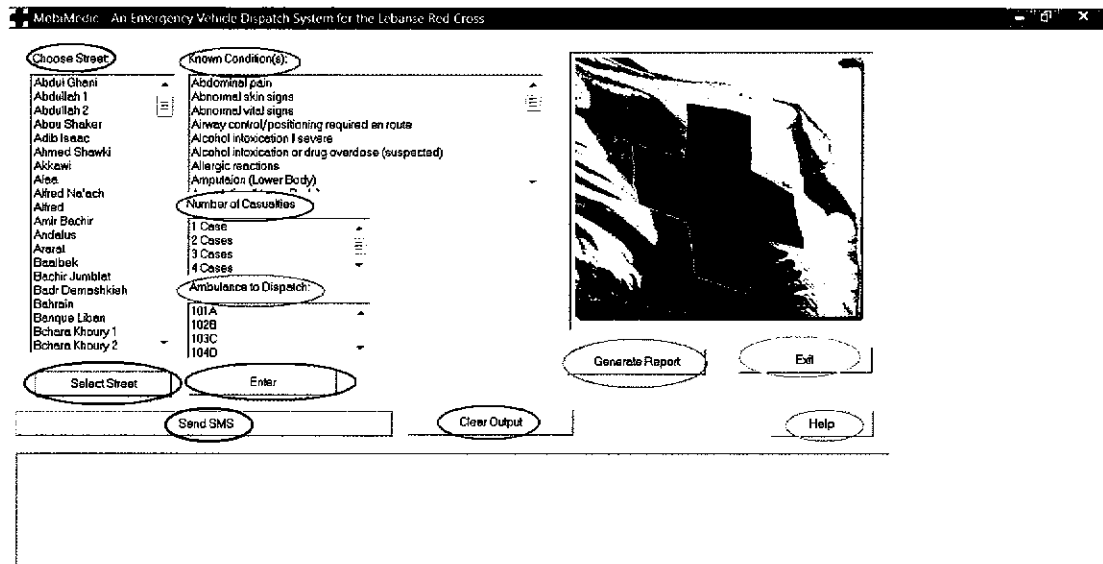 MobiMedic - An Emergency Vehicle Dispatch System for the Lebanse Red Cross
Choose Street:
Abdul Ghani
Abdullah 1
Abdullah 2
Abou Shaker
Adib Isaac
Ahmed Shawki
Akkawi
Alaa
Alfred Na'ach
Alfred
Amir Bachir
Andalus
Ararat
Baalbek
Bachir Jumblat
Badr Demashkieh
Bahrain
Banque Liban
Bchara Khoury 1
Bchara Khoury 2
Select Street
Known Condition(s):
Abdominal pain
Abnormal skin signs
Abnormal vital signs
Airway control/positioning required en route
Alcohol intoxication I severe
Alcohol intoxication or drug overdose (suspected)
Allergic reactions
Amputaion (Lower Body)
Number of Casualties
1 Case
2 Cases
3 Cases
4 Cases
Ambulance to Dispatch:
101A
102B
103C
104D
Enter
Generate Report
Exit
Send SMS
Clear Output
Help